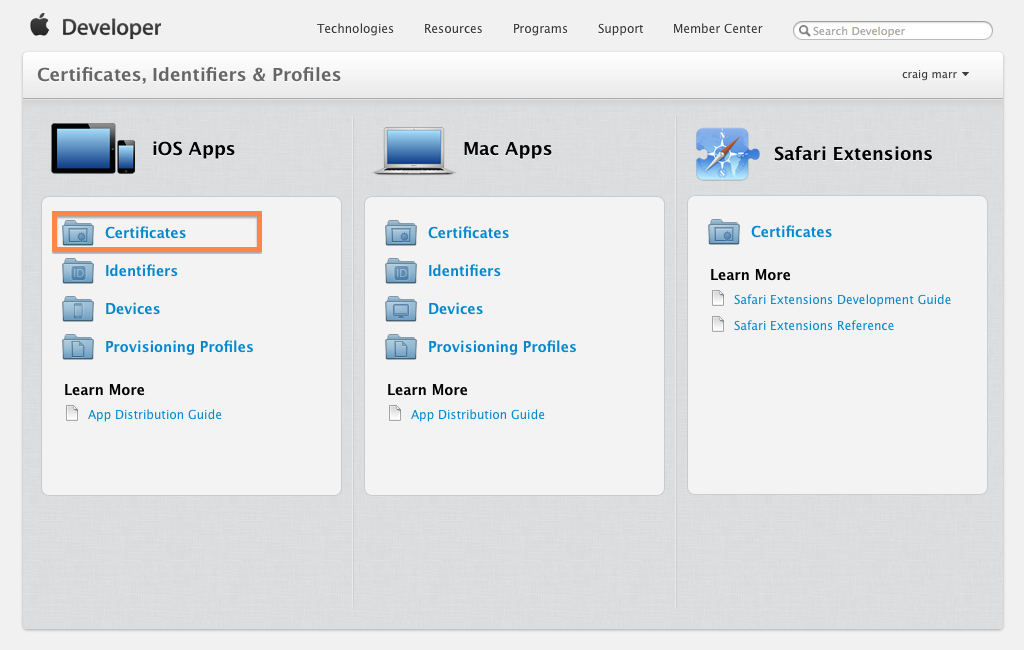 Developer
Technologies Resources Programs Support Member Center Search Developer
Certificates, Identifiers & Profiles
craig marr
iOS Apps
Certificates
ID Identifiers
Devices
Provisioning Profiles
Learn More
App Distribution Guide
Mac Apps
Certificates
ID Identifiers
Devices
Provisioning Profiles
Learn More
App Distribution Guide
Safari Extensions
Certificates
Learn More
Safari Extensions Development Guide
Safari Extensions Reference